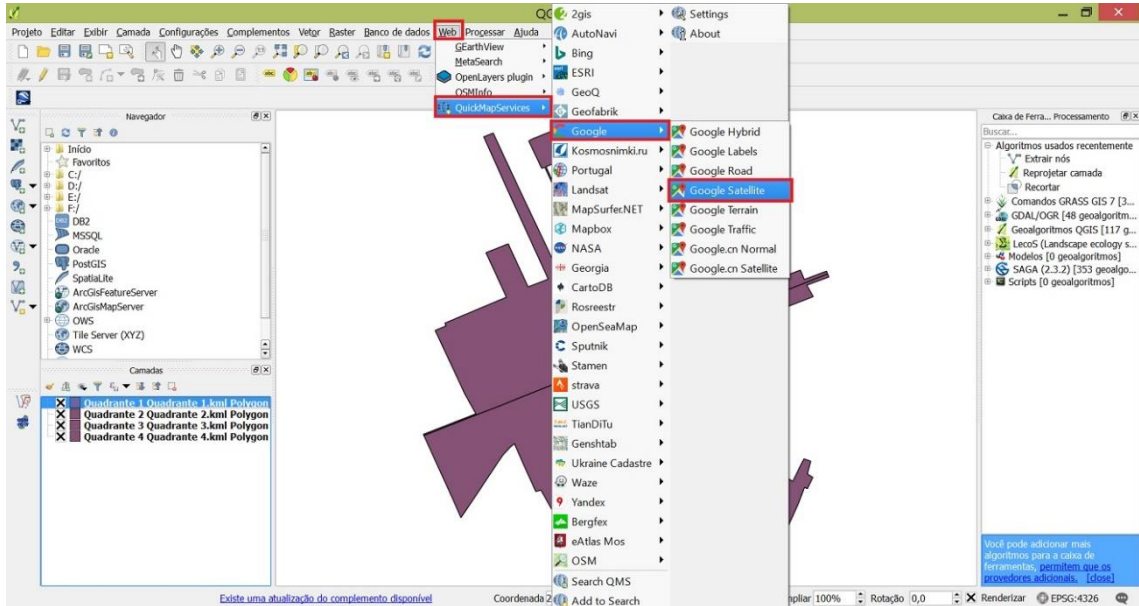 QG
Projeto Editar Exibir Camada Configurações Complementos Vetor Raster Banco de dados Web Processar Ajuda
GEarthView
MetaSearch
OpenLayers plugin
OSMInfo
QuickMapServices
2gis
AutoNavi
Bing
ESRI
GeoQ
Geofabrik
Google
Kosmosnimki.ru
Portugal
Landsat
MapSurfer.NET
Mapbox
NASA
Georgia
CartoDB
Rosreestr
OpenSeaMap
Sputnik
Stamen
strava
USGS
TianDiTu
Genshtab
Ukraine Cadastre
Waze
Yandex
Bergfex
eAtlas Mos
OSM
Search QMS
Add to Search
Settings
About
Google Hybrid
Google Labels
Google Road
Google Satellite
Google Terrain
Google Traffic
Google.cn Normal
Google.cn Satellite
Navegador
Início
Favoritos
C:/
D:/
E:/
F:/
DB2
MSSQL
Oracle
PostGIS
SpatiaLite
ArcGisFeatureServer
ArcGisMapServer
OWS
Tile Server (XYZ)
WCS
Camadas
Quadrante 1 Quadrante 1.kml Polygon
Quadrante 2 Quadrante 2.kml Polygon
Quadrante 3 Quadrante 3.kml Polygon
Quadrante 4 Quadrante 4.kml Polygon
Caixa de Ferra... Processamento
Buscar...
Algoritmos usados recentemente
Extrair nós
Reprojetar camada
Recortar
Comandos GRASS GIS 7 [3...
GDAL/OGR [48 geoalgoritm...
Geoalgoritmos QGIS [117 g...
LecoS (Landscape ecology s...
Modelos [0 geoalgoritmos]
SAGA (2.3.2) [353 geoalgo...
Scripts [0 geoalgoritmos]
Você pode adicionar mais
algoritmos para a caixa de
ferramentas, permitem que os
provedores adicionais. [close]
Existe uma atualização do complemento disponível
Coordenada 2
npliar 100% Rotação 0,0 Renderizar EPSG:4326